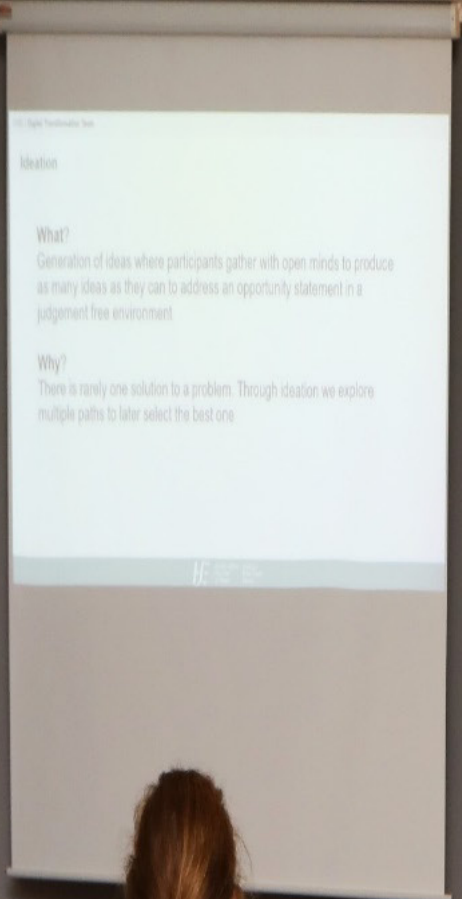 Ideation
What?
Generation of ideas where participants gather with open minds to produce
as many ideas as they can to address an opportunity statement in a
judgement free environment
Why?
There is rarely one solution to a problem. Through ideation we explore
multiple paths to later select the best one